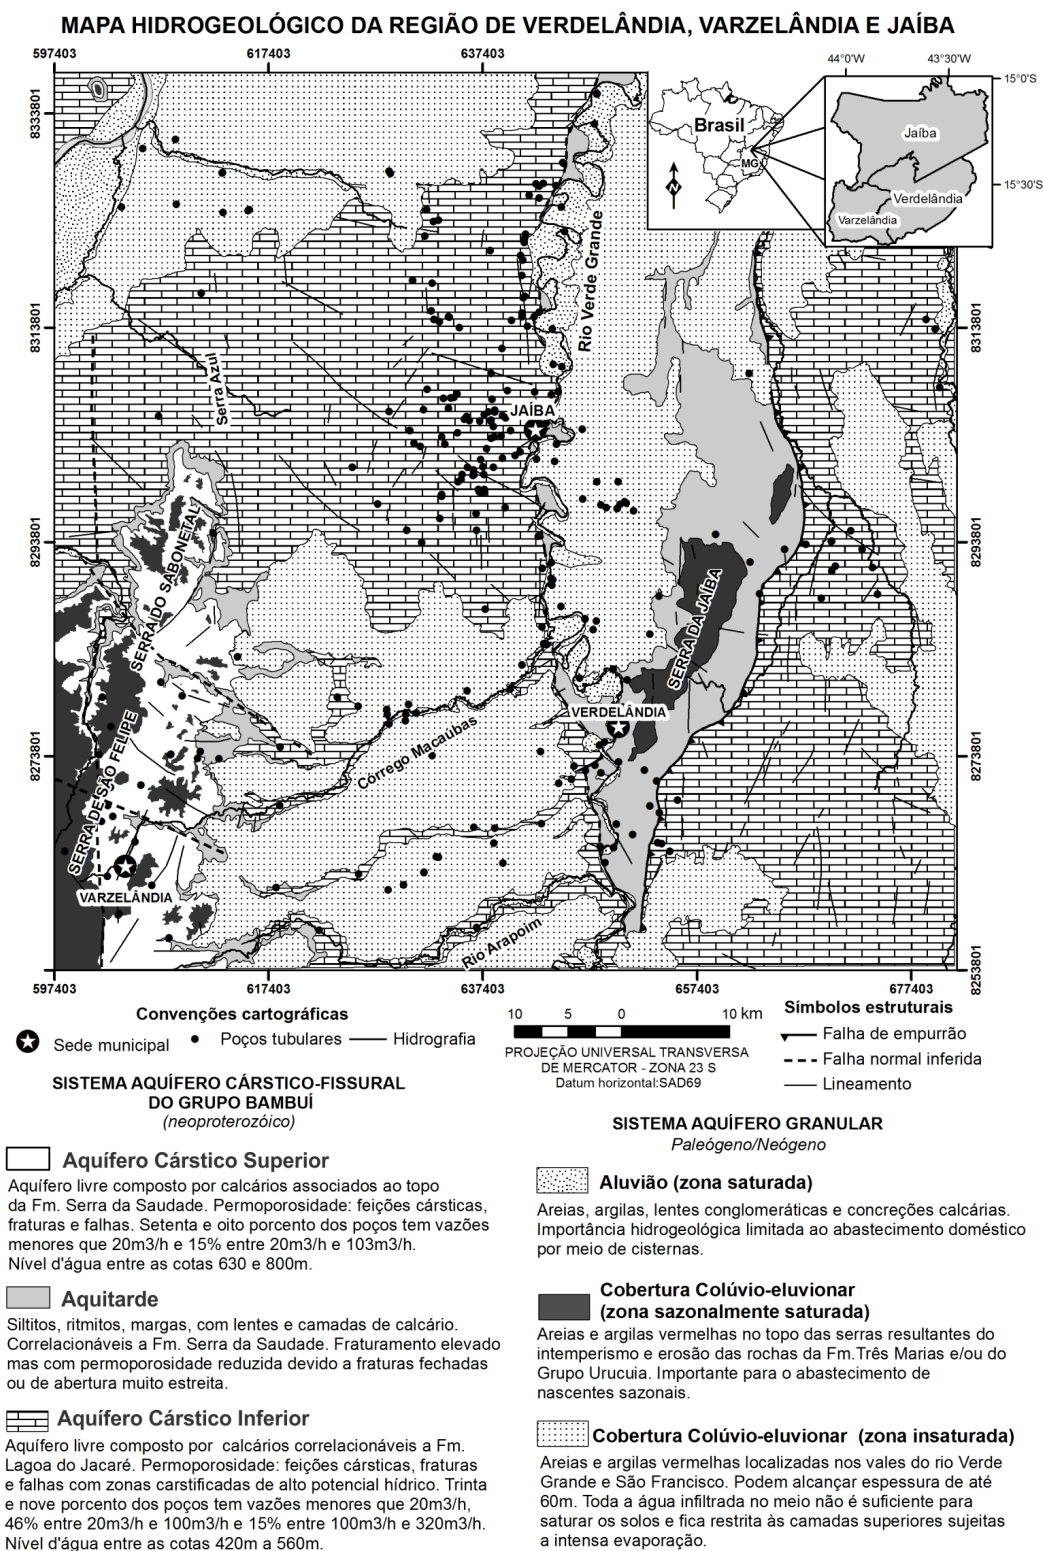 MAPA HIDROGEOLÓGICO DA REGIÃO DE VERDELÂNDIA, VARZELÂNDIA E JAÍBA
597403
617403
637403
44°0'W
43°30'W
15°0'S
15°30'S
Brasil
MG
N
Jaíba
Verdelândia
Varzelândia
8333801
8313801
8293801
8273801
8313801
8293801
8273801
8253801
Rio Verde Grande
Serra Azul
JAÍBA
SERRA DO SABONETAL
SERRA DA JAÍBA
VERDELÂNDIA
SERRA DE SÃO FELIPE
Córrego Macaubas
VARZELÂNDIA
Rio Arapoim
597403
617403
637403
657403
677403
Convenções cartográficas
Sede municipal
Poços tubulares
Hidrografia
10 5 0 10 km
PROJEÇÃO UNIVERSAL TRANSVERSA
DE MERCATOR - ZONA 23 S
Datum horizontal:SAD69
Símbolos estruturais
Falha de empurrão
Falha normal inferida
Lineamento
SISTEMA AQUÍFERO CÁRSTICO-FISSURAL
DO GRUPO BAMBUÍ
(neoproterozóico)
Aquífero Cárstico Superior
Aquífero livre composto por calcários associados ao topo
da Fm. Serra da Saudade. Permoporosidade: feições cársticas,
fraturas e falhas. Setenta e oito porcento dos poços tem vazões
menores que 20m3/h e 15% entre 20m3/h e 103m3/h.
Nível d'água entre as cotas 630 e 800m.
Aquitarde
Siltitos, ritmitos, margas, com lentes e camadas de calcário.
Correlacionáveis a Fm. Serra da Saudade. Fraturamento elevado
mas com permoporosidade reduzida devido a fraturas fechadas
ou de abertura muito estreita.
Aquífero Cárstico Inferior
Aquífero livre composto por calcários correlacionáveis a Fm.
Lagoa do Jacaré. Permoporosidade: feições cársticas, fraturas
e falhas com zonas carstificadas de alto potencial hídrico. Trinta
e nove porcento dos poços tem vazões menores que 20m3/h,
46% entre 20m3/h e 100m3/h e 15% entre 100m3/h e 320m3/h.
Nível d'água entre as cotas 420m a 560m.
SISTEMA AQUÍFERO GRANULAR
Paleógeno/Neógeno
Aluvião (zona saturada)
Areias, argilas, lentes conglomeráticas e concreções calcárias.
Importância hidrogeológica limitada ao abastecimento doméstico
por meio de cisternas.
Cobertura Colúvio-eluvionar
(zona sazonalmente saturada)
Areias e argilas vermelhas no topo das serras resultantes do
intemperismo e erosão das rochas da Fm.Três Marias e/ou do
Grupo Urucuia. Importante para o abastecimento de
nascentes sazonais.
Cobertura Colúvio-eluvionar (zona insaturada)
Areias e argilas vermelhas localizadas nos vales do rio Verde
Grande e São Francisco. Podem alcançar espessura de até
60m. Toda a água infiltrada no meio não é suficiente para
saturar os solos e fica restrita às camadas superiores sujeitas
a intensa evaporação.